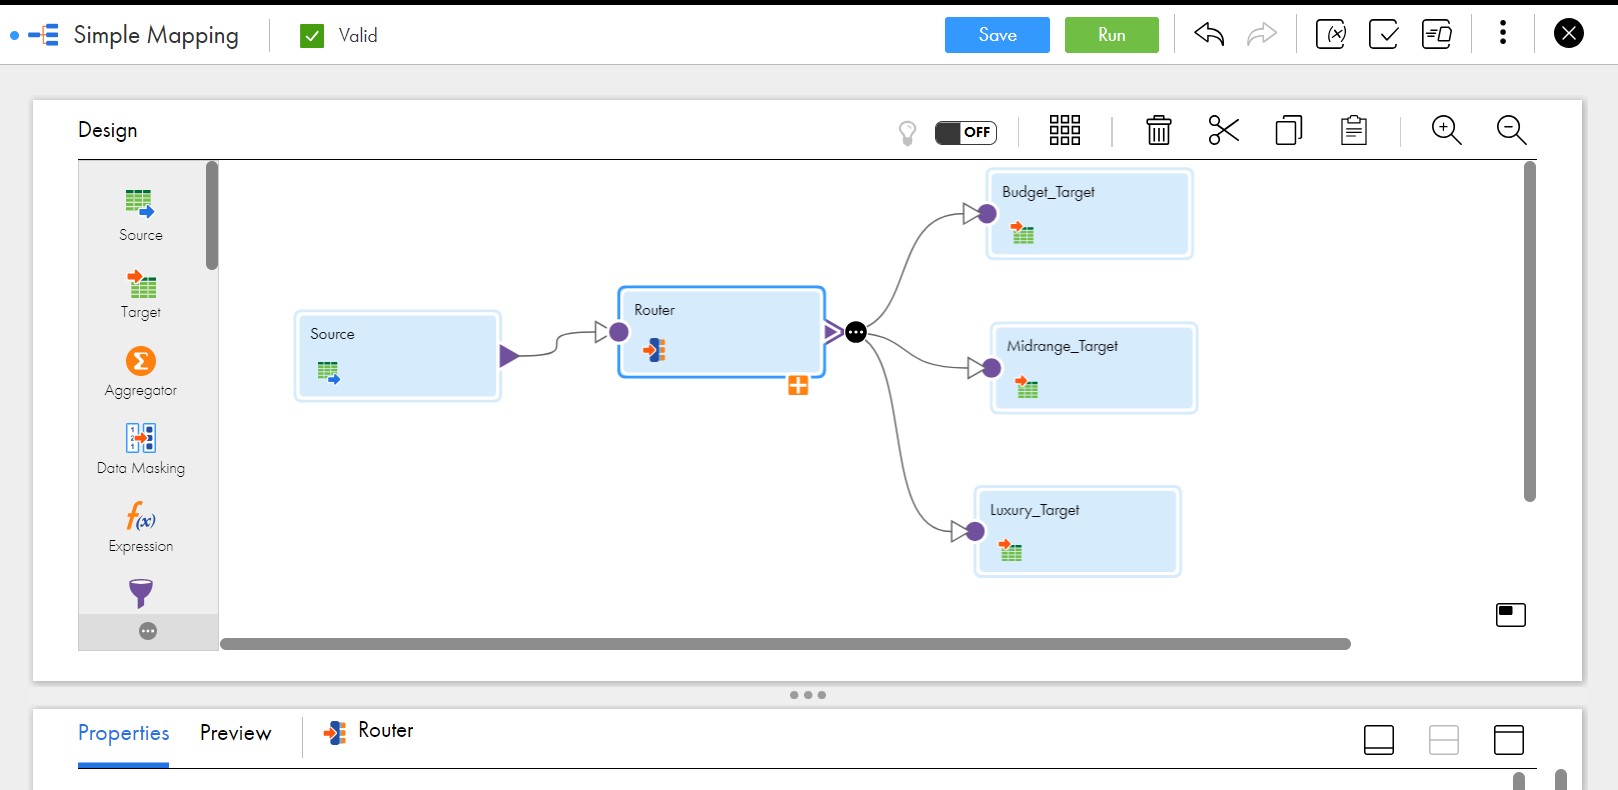 Simple Mapping
Valid
Save
Run
(x)
Design
OFF
Source
Target
Aggregator
Data Masking
f(x)
Expression
Source
Router
Budget_Target
Midrange_Target
Luxury_Target
Properties
Preview
Router